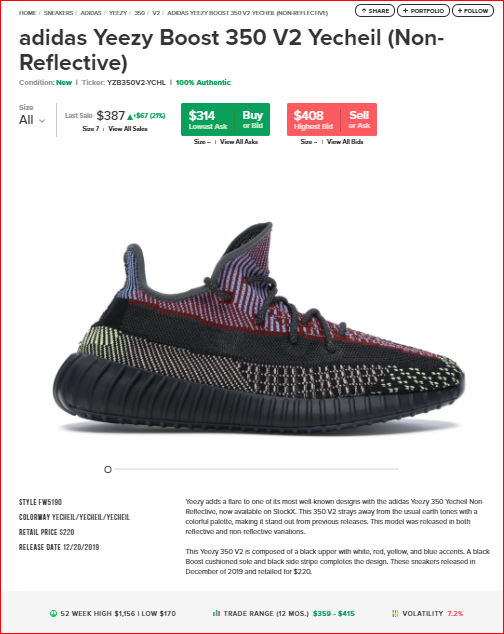 HOME / SNEAKERS / ADIDAS / YEEZY / 350 / V2 / ADIDAS YEEZY BOOST 350 V2 YECHEIL (NON-REFLECTIVE)
SHARE
+ PORTFOLIO
+ FOLLOW
adidas Yeezy Boost 350 V2 Yecheil (Non-
Reflective)
Condition: New | Ticker: YZB350V2-YCHL | 100% Authentic
Size
All
Last Sale $387 ▲+$67 (21%)
Size 7 | View All Sales
$314 Buy
Lowest Ask or Bid
Size -- | View All Asks
$408 Sell
Highest Bid or Ask
Size -- | View All Bids
STYLE FW5190
COLORWAY YECHEIL/YECHEIL/YECHEIL
RETAIL PRICE $220
RELEASE DATE 12/20/2019
Yeezy adds a flare to one of its most well-known designs with the adidas Yeezy 350 Yecheil Non-
Reflective, now available on StockX. This 350 V2 strays away from the usual earth tones with a
colorful palette, making it stand out from previous releases. This model was released in both
reflective and non-reflective variations.
This Yeezy 350 V2 is composed of a black upper with white, red, yellow, and blue accents. A black
Boost cushioned sole and black side stripe completes the design. These sneakers released in
December of 2019 and retailed for $220.
52 WEEK HIGH $1,156 | LOW $170
TRADE RANGE (12 MOS.) $359 - $415
VOLATILITY 7.2%